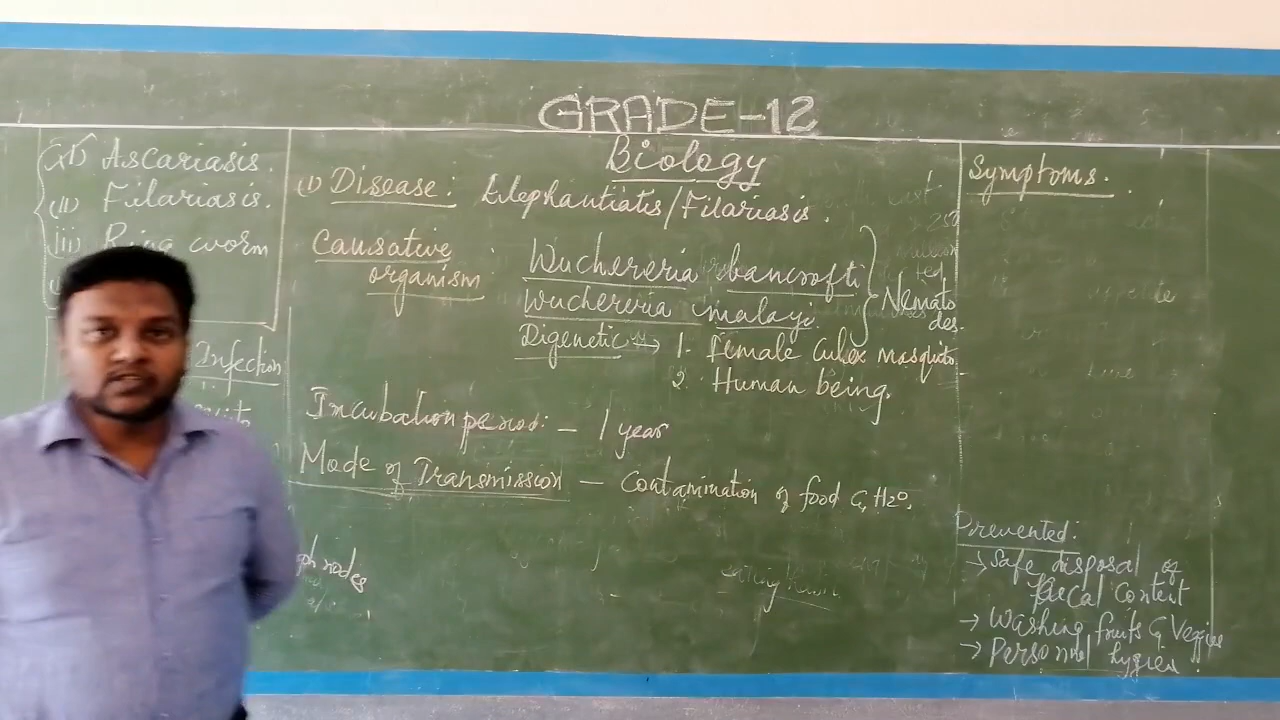 GRADE-12
Biology
Ascariasis.
(ii) Filariasis.
(iii) Ring worm
Infection
(1) Disease: Elephantiatis/Filariasis.
Causative organism:
Wuchereria bancrofti
Wuchereria malayi.
Nematodes.
Digenetic → 1. female Culex mosquito
2. Human being.
Incubation period: – 1 year
Mode of Transmission – Contamination of food & H2O.
nodes
Symptoms.
Prevented:
→ Safe disposal of
faecal content
→ Washing fruits & Veggies
→ Personal hygien.